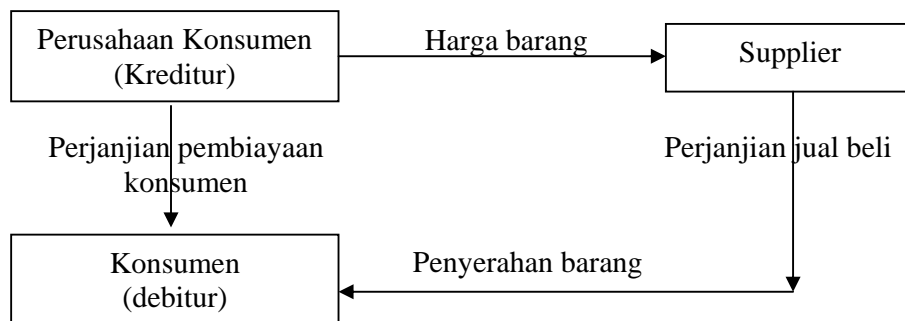 Perusahaan Konsumen
(Kreditur)
Harga barang
Supplier
Perjanjian pembiayaan
konsumen
Perjanjian jual beli
Konsumen
(debitur)
Penyerahan barang